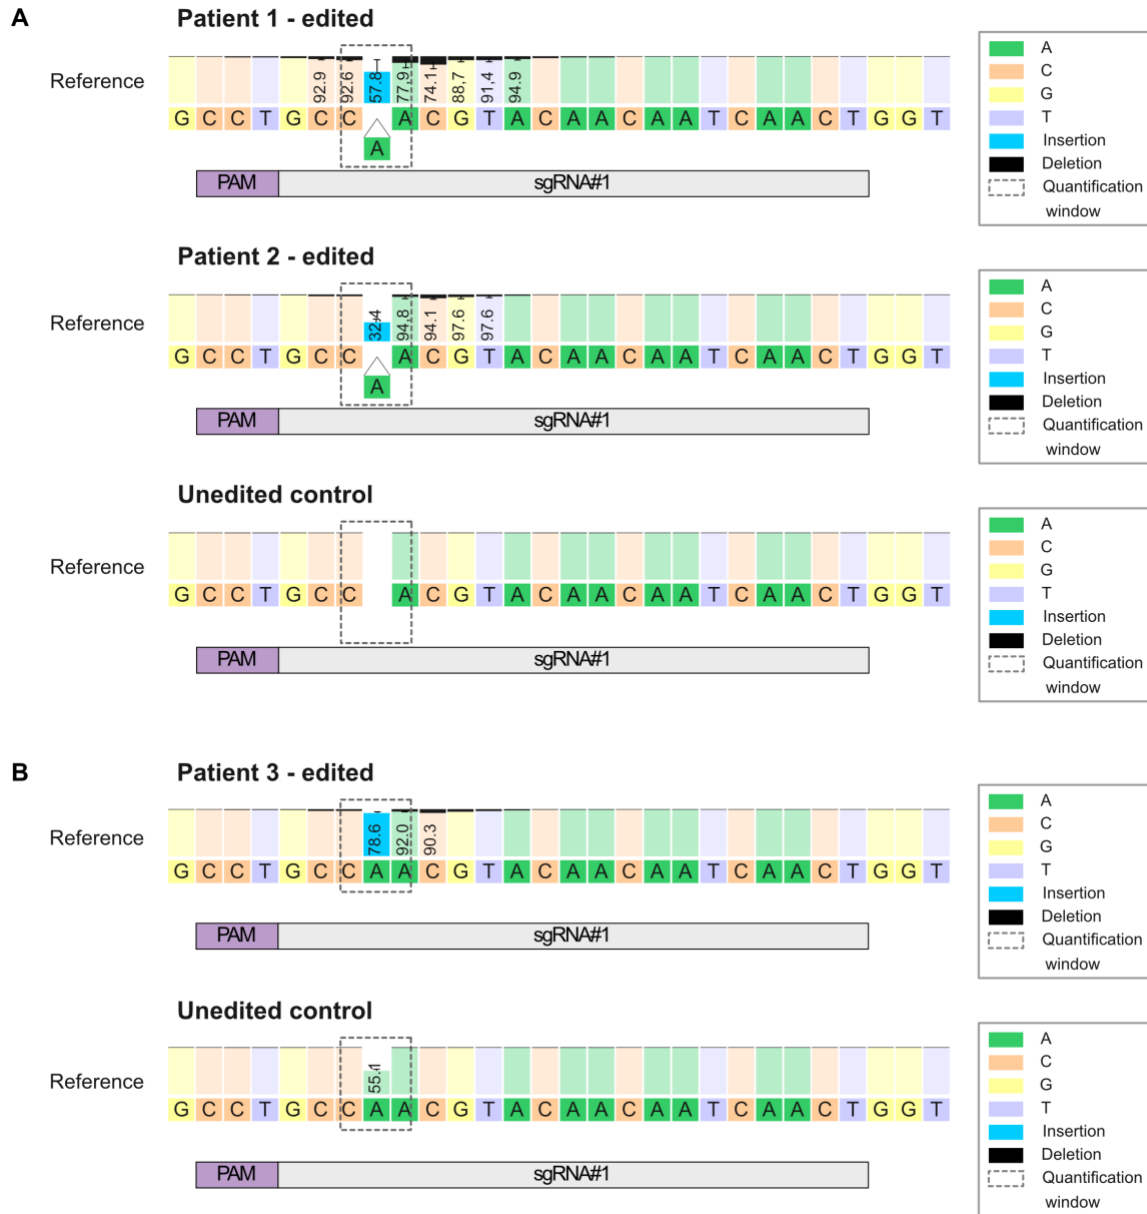 A
Patient 1 - edited
Reference
92.9 92.6 57.8 77.9 74.1 88,7 91,4 94.9
G C C T G C C A C G T A C A A C A A T C A A C T G G T
A
PAM sgRNA#1
A
C
G
T
Insertion
Deletion
Quantification
window
Patient 2 - edited
Reference
32.4 94.8 94.1 97.6 97.6
G C C T G C C A C G T A C A A C A A T C A A C T G G T
A
PAM sgRNA#1
A
C
G
T
Insertion
Deletion
Quantification
window
Unedited control
Reference
G C C T G C C A C G T A C A A C A A T C A A C T G G T
PAM sgRNA#1
A
C
G
T
Insertion
Deletion
Quantification
window
B
Patient 3 - edited
Reference
78.6 92.0 90.3
G C C T G C C A A C G T A C A A C A A T C A A C T G G T
PAM sgRNA#1
A
C
G
T
Insertion
Deletion
Quantification
window
Unedited control
Reference
55.1
G C C T G C C A A C G T A C A A C A A T C A A C T G G T
PAM sgRNA#1
A
C
G
T
Insertion
Deletion
Quantification
window